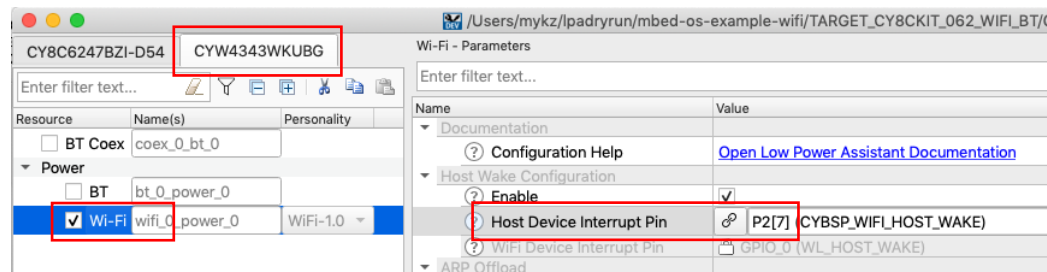 DEV /Users/mykz/lpadryrun/mbed-os-example-wifi/TARGET_CY8CKIT_062_WIFI_BT/
CY8C6247BZI-D54 CYW4343WKUBG
Wi-Fi - Parameters
Enter filter text...
Enter filter text...
Resource Name(s) Personality
Name Value
BT Coex coex_0_bt_0
Power
BT bt_0_power_0
Wi-Fi wifi_0_power_0 WiFi-1.0
Documentation
? Configuration Help Open Low Power Assistant Documentation
Host Wake Configuration
? Enable
? Host Device Interrupt Pin P2[7] (CYBSP_WIFI_HOST_WAKE)
? WiFi Device Interrupt Pin GPIO_0 (WL_HOST_WAKE)
ARP Offload